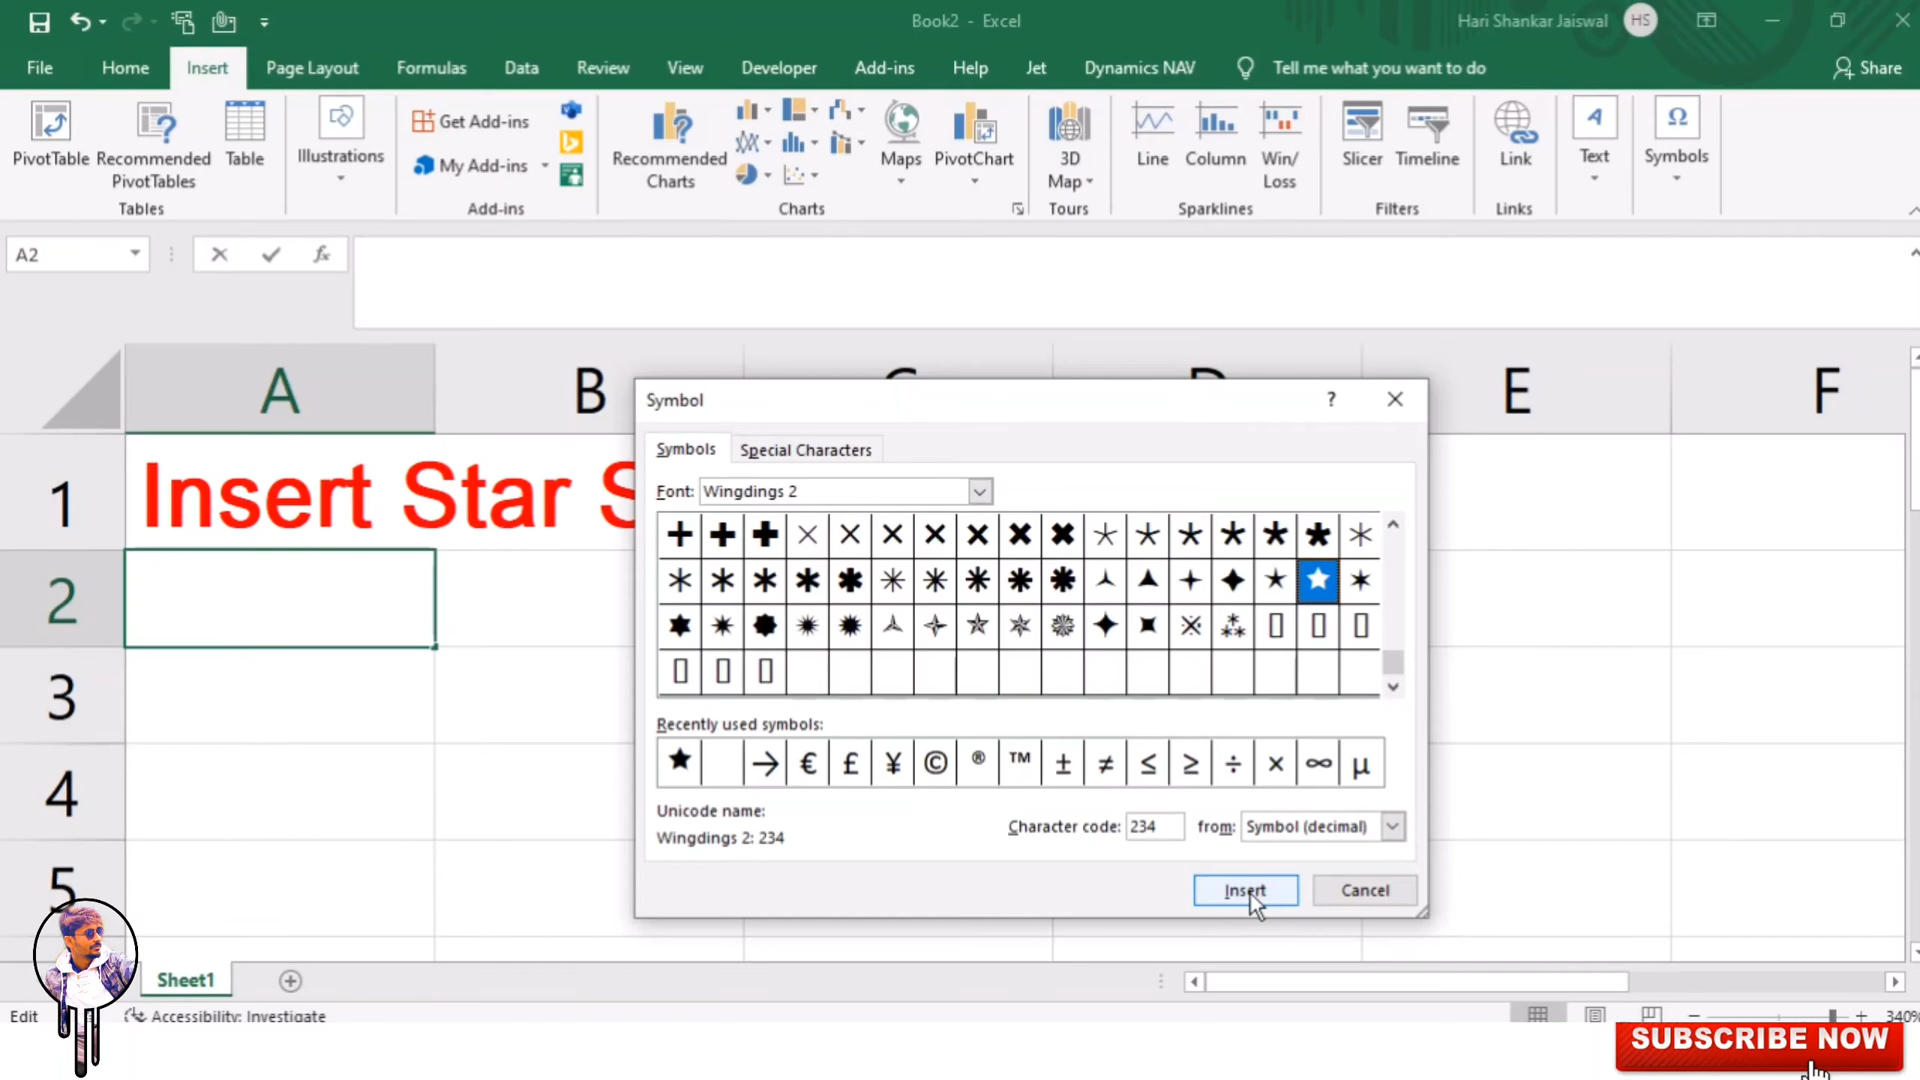 Book2 - Excel
Hari Shankar Jaiswal HS
File Home Insert Page Layout Formulas Data Review View Developer Add-ins Help Jet Dynamics NAV Tell me what you want to do Share
PivotTable
Recommended
PivotTables
Table
Illustrations
Get Add-ins
My Add-ins
Recommended
Charts
Maps
PivotChart
3D
Map
Line
Column
Win/
Loss
Slicer
Timeline
Link
A
Text
Ω
Symbols
Tables Add-ins Charts Tours Sparklines Filters Links
A2
fx
A B E F
1 Insert Star
2
3
4
5
Symbol ?
Symbols Special Characters
Font: Wingdings 2
Recently used symbols:
★ → € £ ¥ © ® ™ ± ≠ ≤ ≥ ÷ × ∞ µ
Unicode name:
Wingdings 2: 234
Character code: 234 from: Symbol (decimal)
Insert Cancel
Sheet1
Edit Accessibility: Investigate 340%
SUBSCRIBE NOW